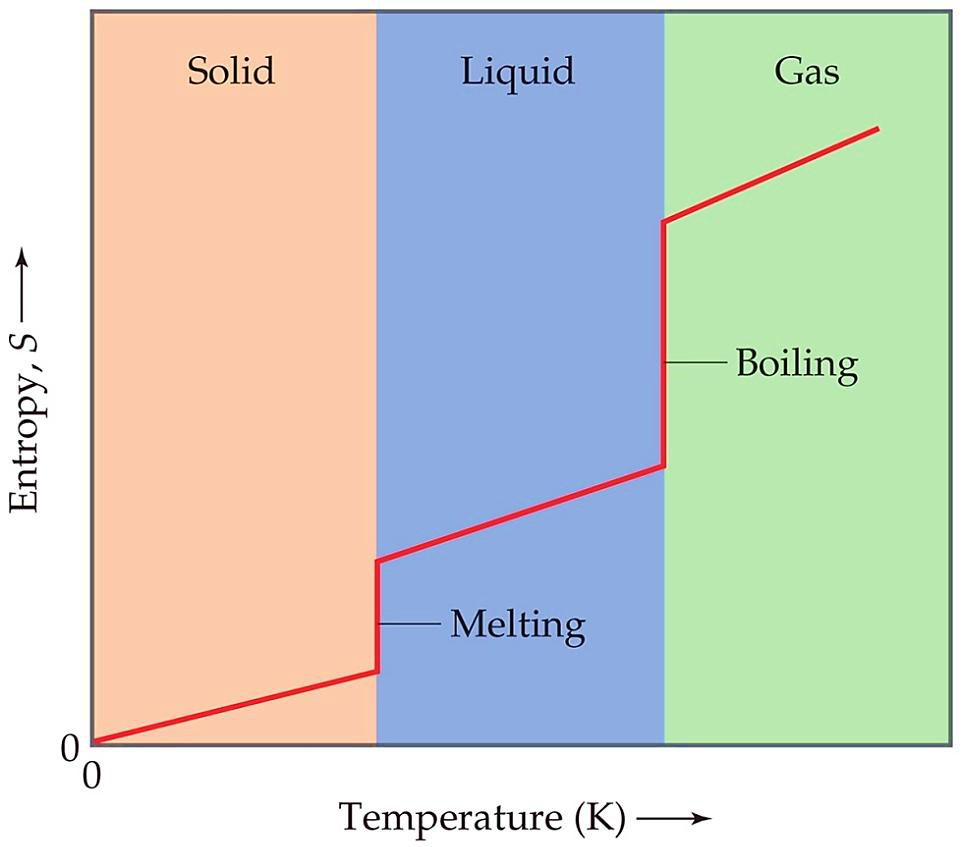 Solid
Liquid
Gas
Boiling
Melting
Entropy, S
0
0
Temperature (K)